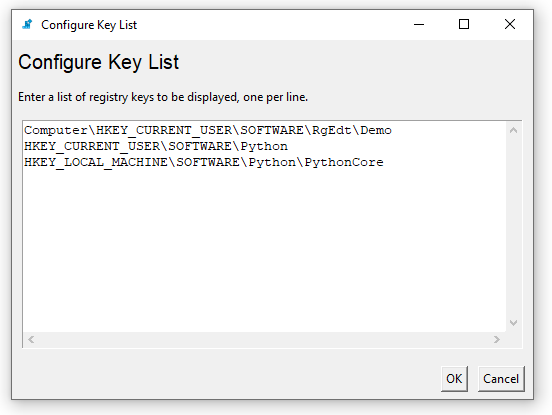 Configure Key List
Configure Key List
Enter a list of registry keys to be displayed, one per line.
Computer\HKEY_CURRENT_USER\SOFTWARE\RgEdt\Demo
HKEY_CURRENT_USER\SOFTWARE\Python
HKEY_LOCAL_MACHINE\SOFTWARE\Python\PythonCore
OK Cancel